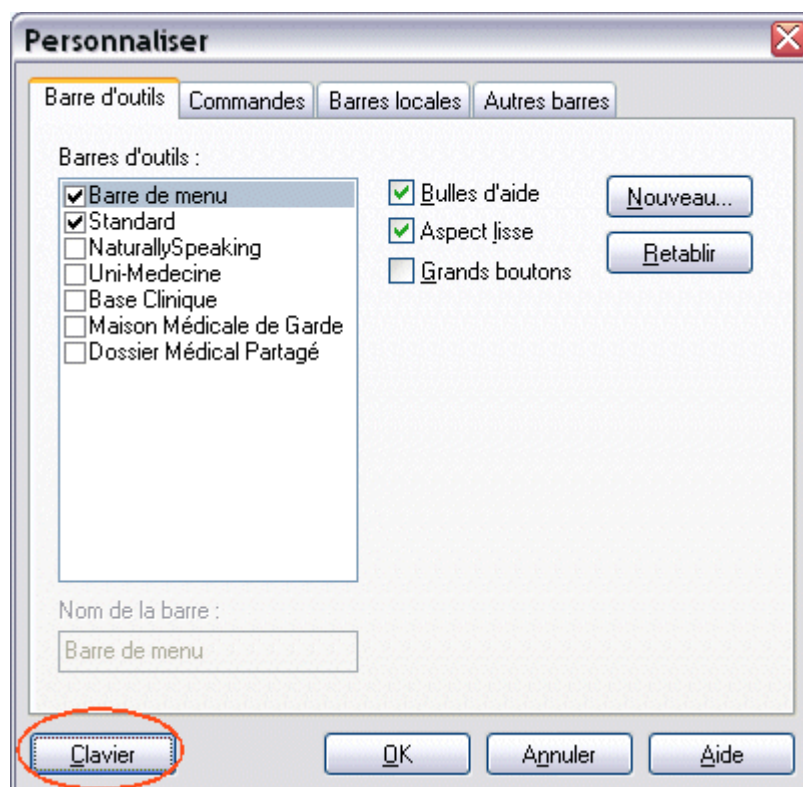 Personnaliser
Barre d'outils Commandes Barres locales Autres barres
Barres d'outils :
Barre de menu
Standard
NaturallySpeaking
Uni-Medecine
Base Clinique
Maison Médicale de Garde
Dossier Médical Partagé
Bulles d'aide
Aspect lisse
Grands boutons
Nouveau...
Retablir
Nom de la barre :
Barre de menu
Clavier OK Annuler Aide